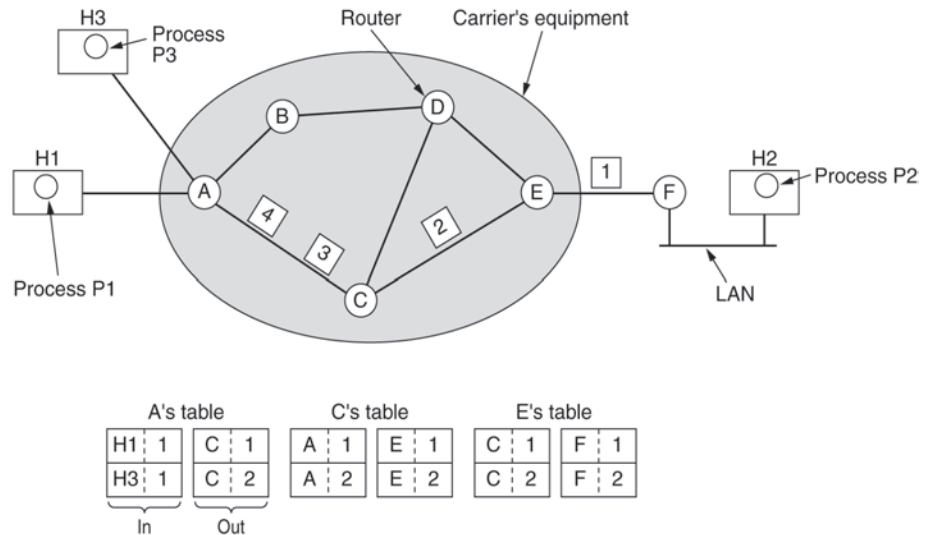 H3
Process
P3
Router
Carrier's equipment
B
D
H1
A
4
3
2
E
1
F
H2
Process P2
Process P1
C
LAN
A's table
H1 1 C 1
H3 1 C 2
In Out
C's table
A 1 E 1
A 2 E 2
E's table
C 1 F 1
C 2 F 2